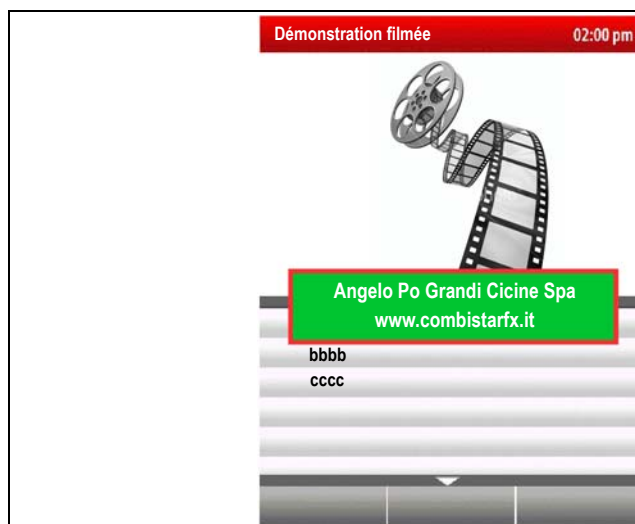 Démonstration filmée 02:00 pm
Angelo Po Grandi Cicine Spa
www.combistarfx.it
bbbb
cccc